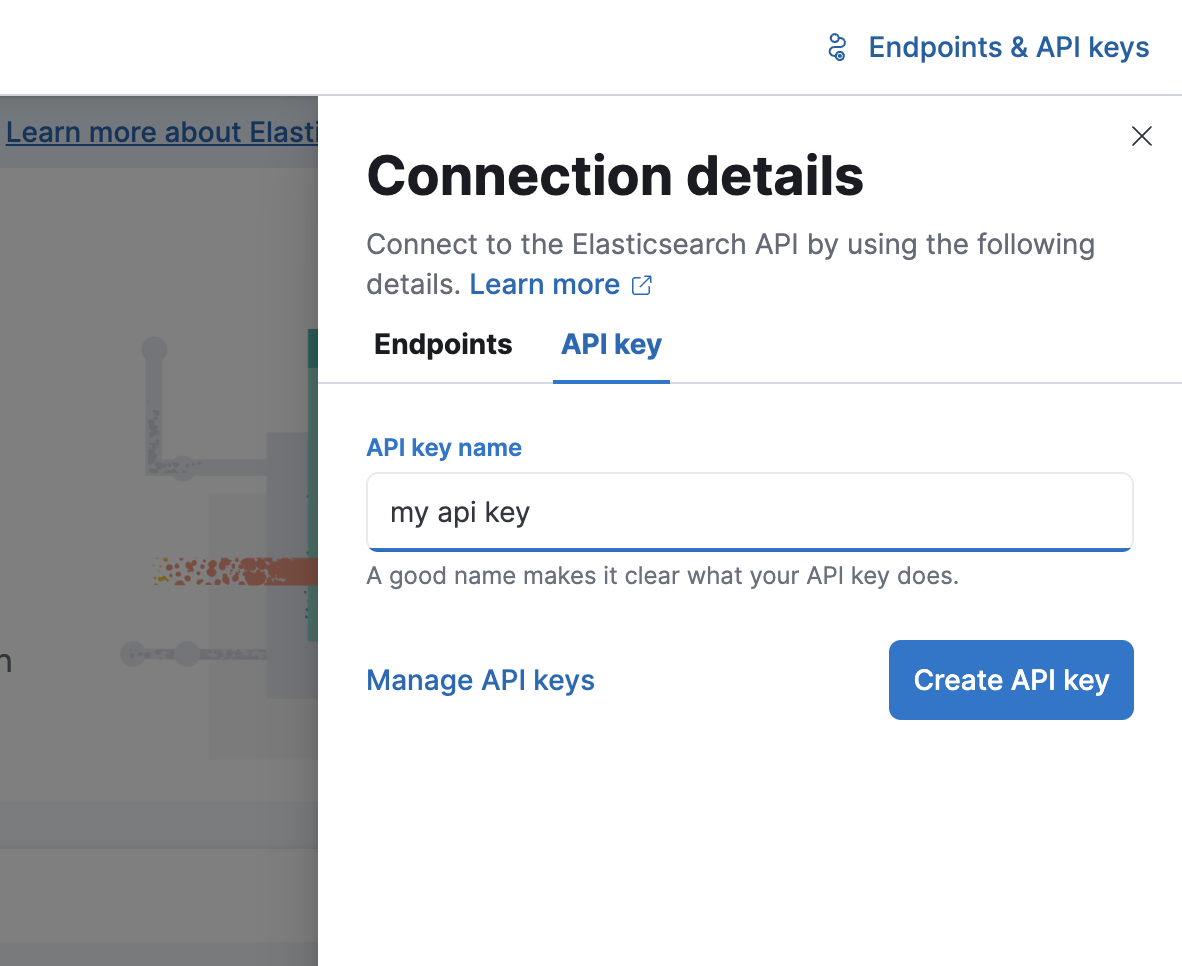 Endpoints & API keys
Learn more about Elasti
Connection details
Connect to the Elasticsearch API by using the following
details. Learn more
Endpoints API key
API key name
my api key
A good name makes it clear what your API key does.
n
Manage API keys Create API key